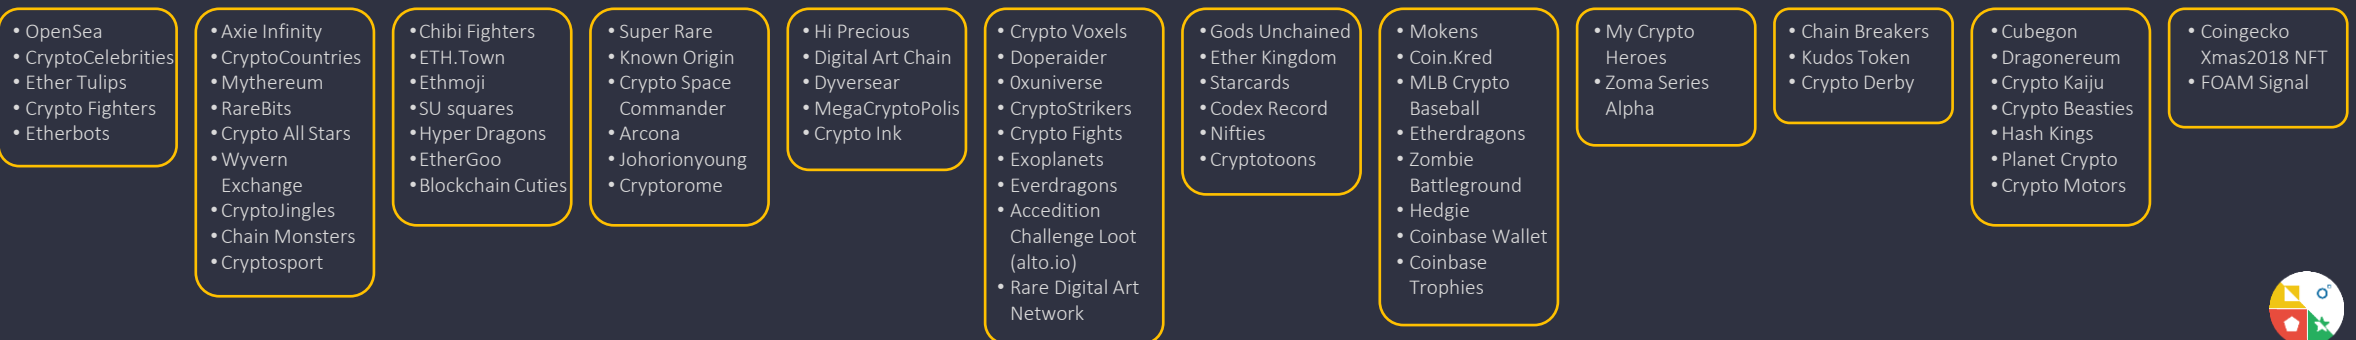 • OpenSea
• CryptoCelebrities
• Ether Tulips
• Crypto Fighters
• Etherbots
• Axie Infinity
• CryptoCountries
• Mythereum
• RareBits
• Crypto All Stars
• Wyvern
Exchange
• CryptoJingles
• Chain Monsters
• Cryptosport
• Chibi Fighters
• ETH.Town
• Ethmoji
• SU squares
• Hyper Dragons
• EtherGoo
• Blockchain Cuties
• Super Rare
• Known Origin
• Crypto Space
Commander
• Arcona
• Johorionyoung
• Cryptorome
• Hi Precious
• Digital Art Chain
• Dyversear
• MegaCryptoPolis
• Crypto Ink
• Crypto Voxels
• Doperaider
• 0xuniverse
• CryptoStrikers
• Crypto Fights
• Exoplanets
• Everdragons
• Accedition
Challenge Loot
(alto.io)
• Rare Digital Art
Network
• Gods Unchained
• Ether Kingdom
• Starcards
• Codex Record
• Nifties
• Cryptotoons
• Mokens
• Coin.Kred
• MLB Crypto
Baseball
• Etherdragons
• Zombie
Battleground
• Hedgie
• Coinbase Wallet
• Coinbase
Trophies
• My Crypto
Heroes
• Zoma Series
Alpha
• Chain Breakers
• Kudos Token
• Crypto Derby
• Cubegon
• Dragonereum
• Crypto Kaiju
• Crypto Beasties
• Hash Kings
• Planet Crypto
• Crypto Motors
• Coingecko
Xmas2018 NFT
• FOAM Signal